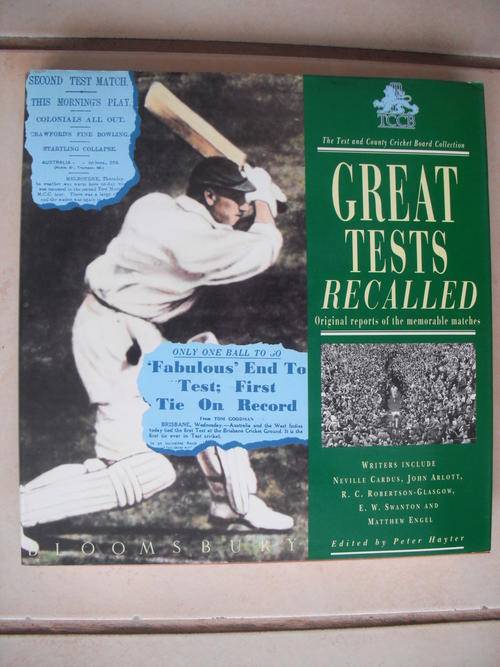 SECOND TEST MATCH.
THIS MORNING'S PLAY.
COLONIALS ALL OUT.
CRAWFORD'S FINE BOWLING.
STARTLING COLLAPSE.
MELBOURNE, Thursday.
TCCB
The Test and County Cricket Board Collection
GREAT
TESTS
RECALLED
Original reports of the memorable matches
ONLY ONE BALL TO GO
'Fabulous' End To
Test; First
Tie On Record
From TOM GOODMAN
BRISBANE, Wednesday.—Australia and the West Indies
today tied the first Test at the Brisbane Cricket Ground. It is the
first tie ever in Test cricket.
WRITERS INCLUDE
NEVILLE CARDUS, JOHN ARLOTT,
R. C. ROBERTSON-GLASGOW,
E. W. SWANTON AND
MATTHEW ENGEL
Edited by Peter Hayter
BLOOMSBURY